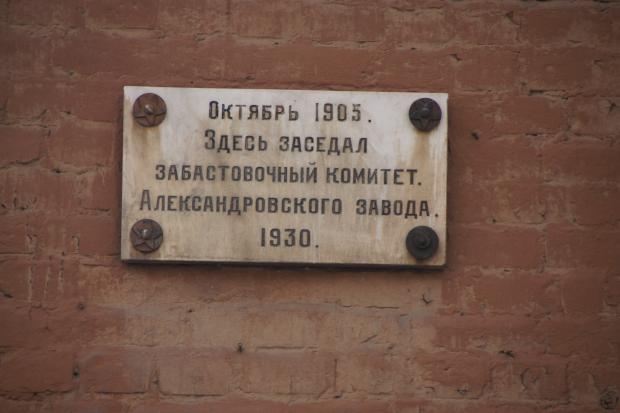 Октябрь 1905.
Здесь заседал
забастовочный комитет.
Александровского завода.
1930.